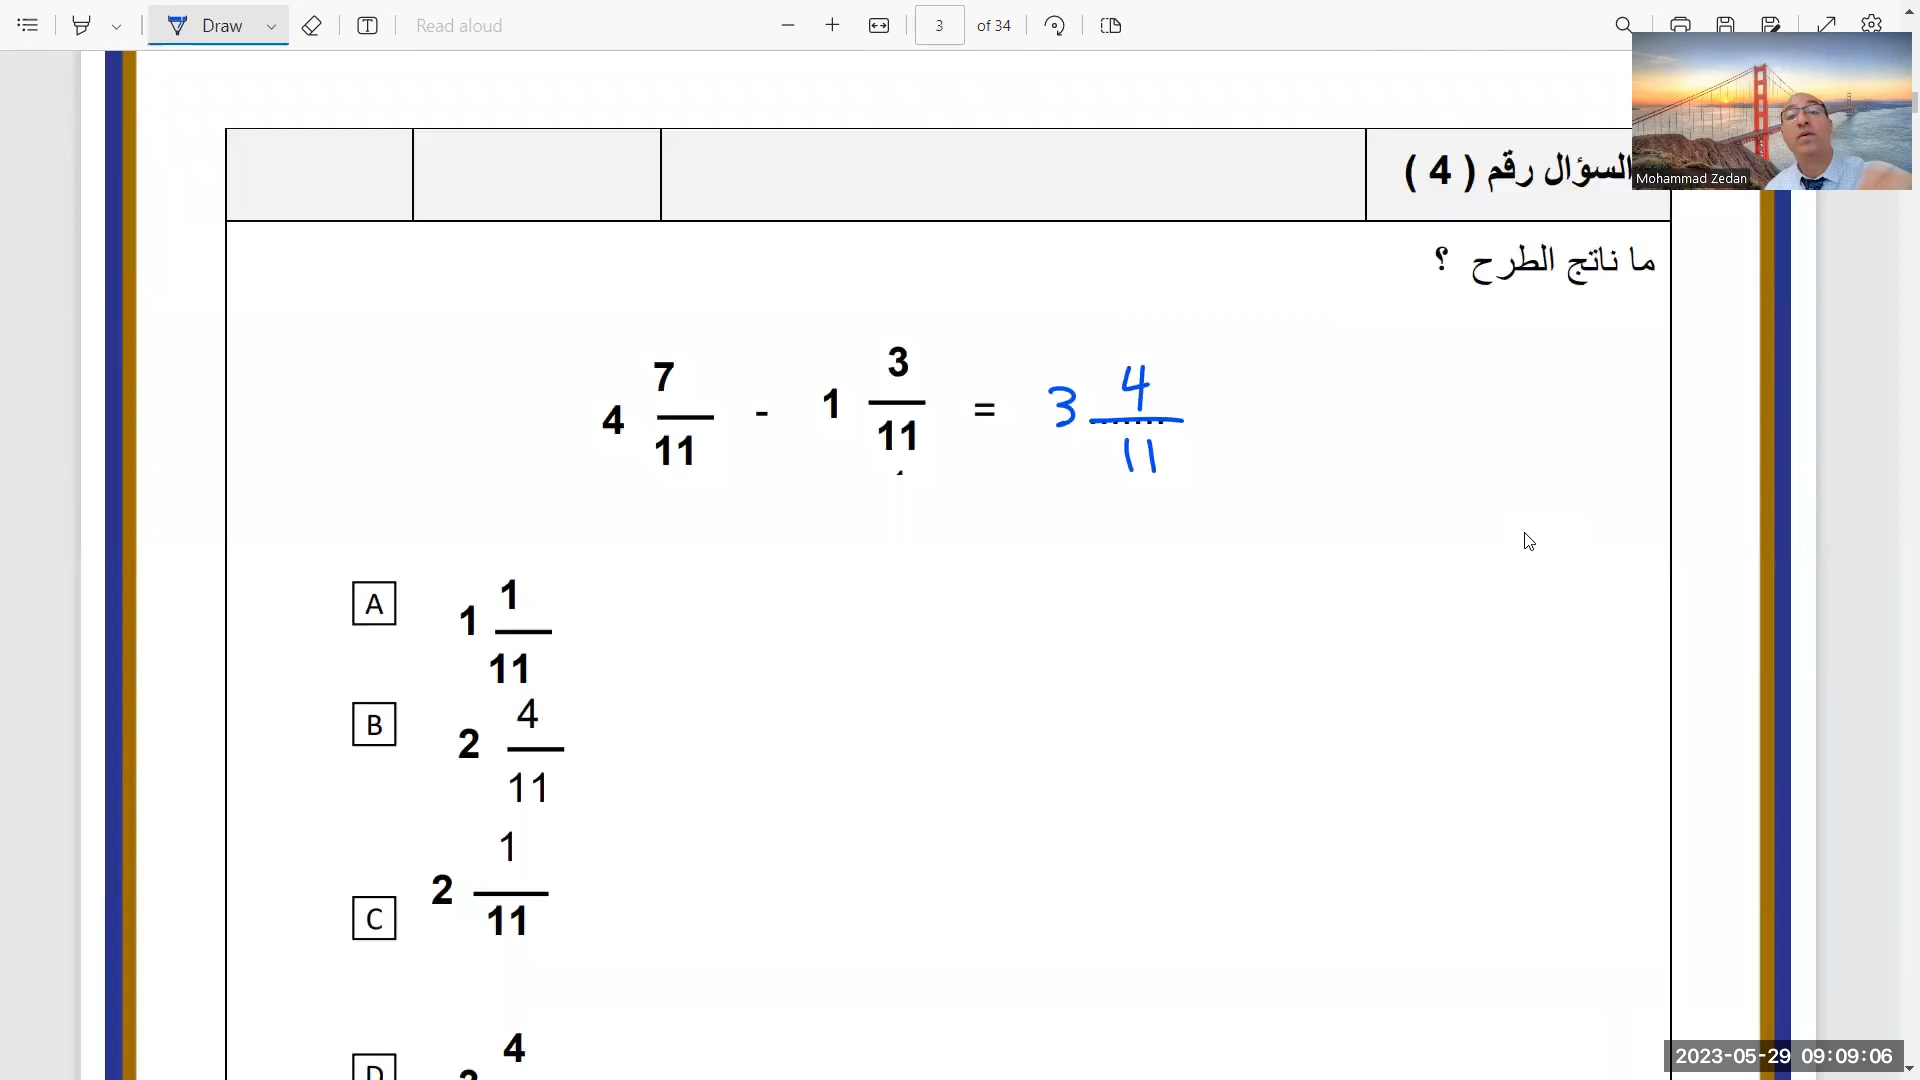 Draw
Read aloud
3 of 34
Mohammad Zedan
السؤال رقم ( 4 )
ما ناتج الطرح ؟
4 7/11 - 1 3/11 = 3 4/11
A 1 1/11
B 2 4/11
C 2 1/11
D 4
2023-05-29 09:09:06